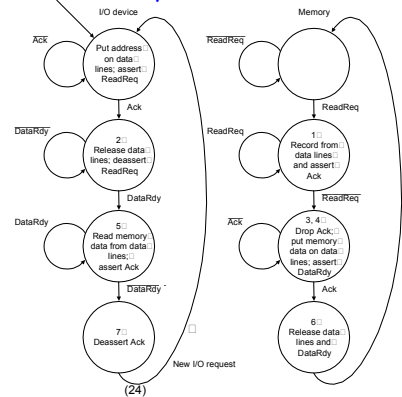 I/O device
Memory
Ack
Put address
on data
lines; assert
ReadReq
ReadReq
Ack
ReadReq
DataRdy
2
Release data
lines; deassert
ReadReq
ReadReq
1
Record from
data lines
and assert
Ack
DataRdy
ReadReq
DataRdy
5
Read memory
data from data
lines;
assert Ack
Ack
3, 4
Drop Ack;
put memory
data on data
lines; assert
DataRdy
DataRdy
Ack
7
Deassert Ack
6
Release data
lines and
DataRdy
New I/O request
(24)